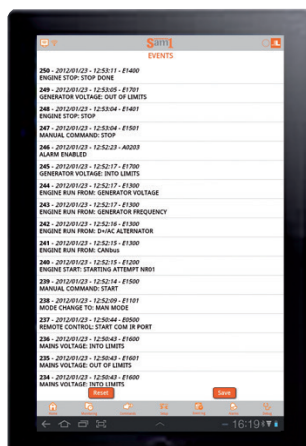 SamI
EVENTS
250 - 2012/01/23 - 12:53:11 - E1400
ENGINE STOP: STOP DONE
249 - 2012/01/23 - 12:53:05 - E1701
GENERATOR VOLTAGE: OUT OF LIMITS
248 - 2012/01/23 - 12:53:04 - E1401
ENGINE STOP: STOP
247 - 2012/01/23 - 12:53:04 - E1501
MANUAL COMMAND: STOP
246 - 2012/01/23 - 12:52:23 - A0203
ALARM ENABLED
245 - 2012/01/23 - 12:52:17 - E1700
GENERATOR VOLTAGE: INTO LIMITS
244 - 2012/01/23 - 12:52:17 - E1300
ENGINE RUN FROM: GENERATOR VOLTAGE
243 - 2012/01/23 - 12:52:17 - E1300
ENGINE RUN FROM: GENERATOR FREQUENCY
242 - 2012/01/23 - 12:52:16 - E1300
ENGINE RUN FROM: D+/AC ALTERNATOR
241 - 2012/01/23 - 12:52:15 - E1300
ENGINE RUN FROM: CANbus
240 - 2012/01/23 - 12:52:15 - E1200
ENGINE START: STARTING ATTEMPT NR01
239 - 2012/01/23 - 12:52:14 - E1500
MANUAL COMMAND: START
238 - 2012/01/23 - 12:52:09 - E1101
MODE CHANGE TO: MAN MODE
237 - 2012/01/23 - 12:50:44 - E0500
REMOTE CONTROL: START COM IR PORT
236 - 2012/01/23 - 12:50:43 - E1600
MAINS VOLTAGE: INTO LIMITS
235 - 2012/01/23 - 12:50:43 - E1601
MAINS VOLTAGE: OUT OF LIMITS
234 - 2012/01/23 - 12:50:43 - E1600
MAINS VOLTAGE: INTO LIMITS
Reset Save
16:19